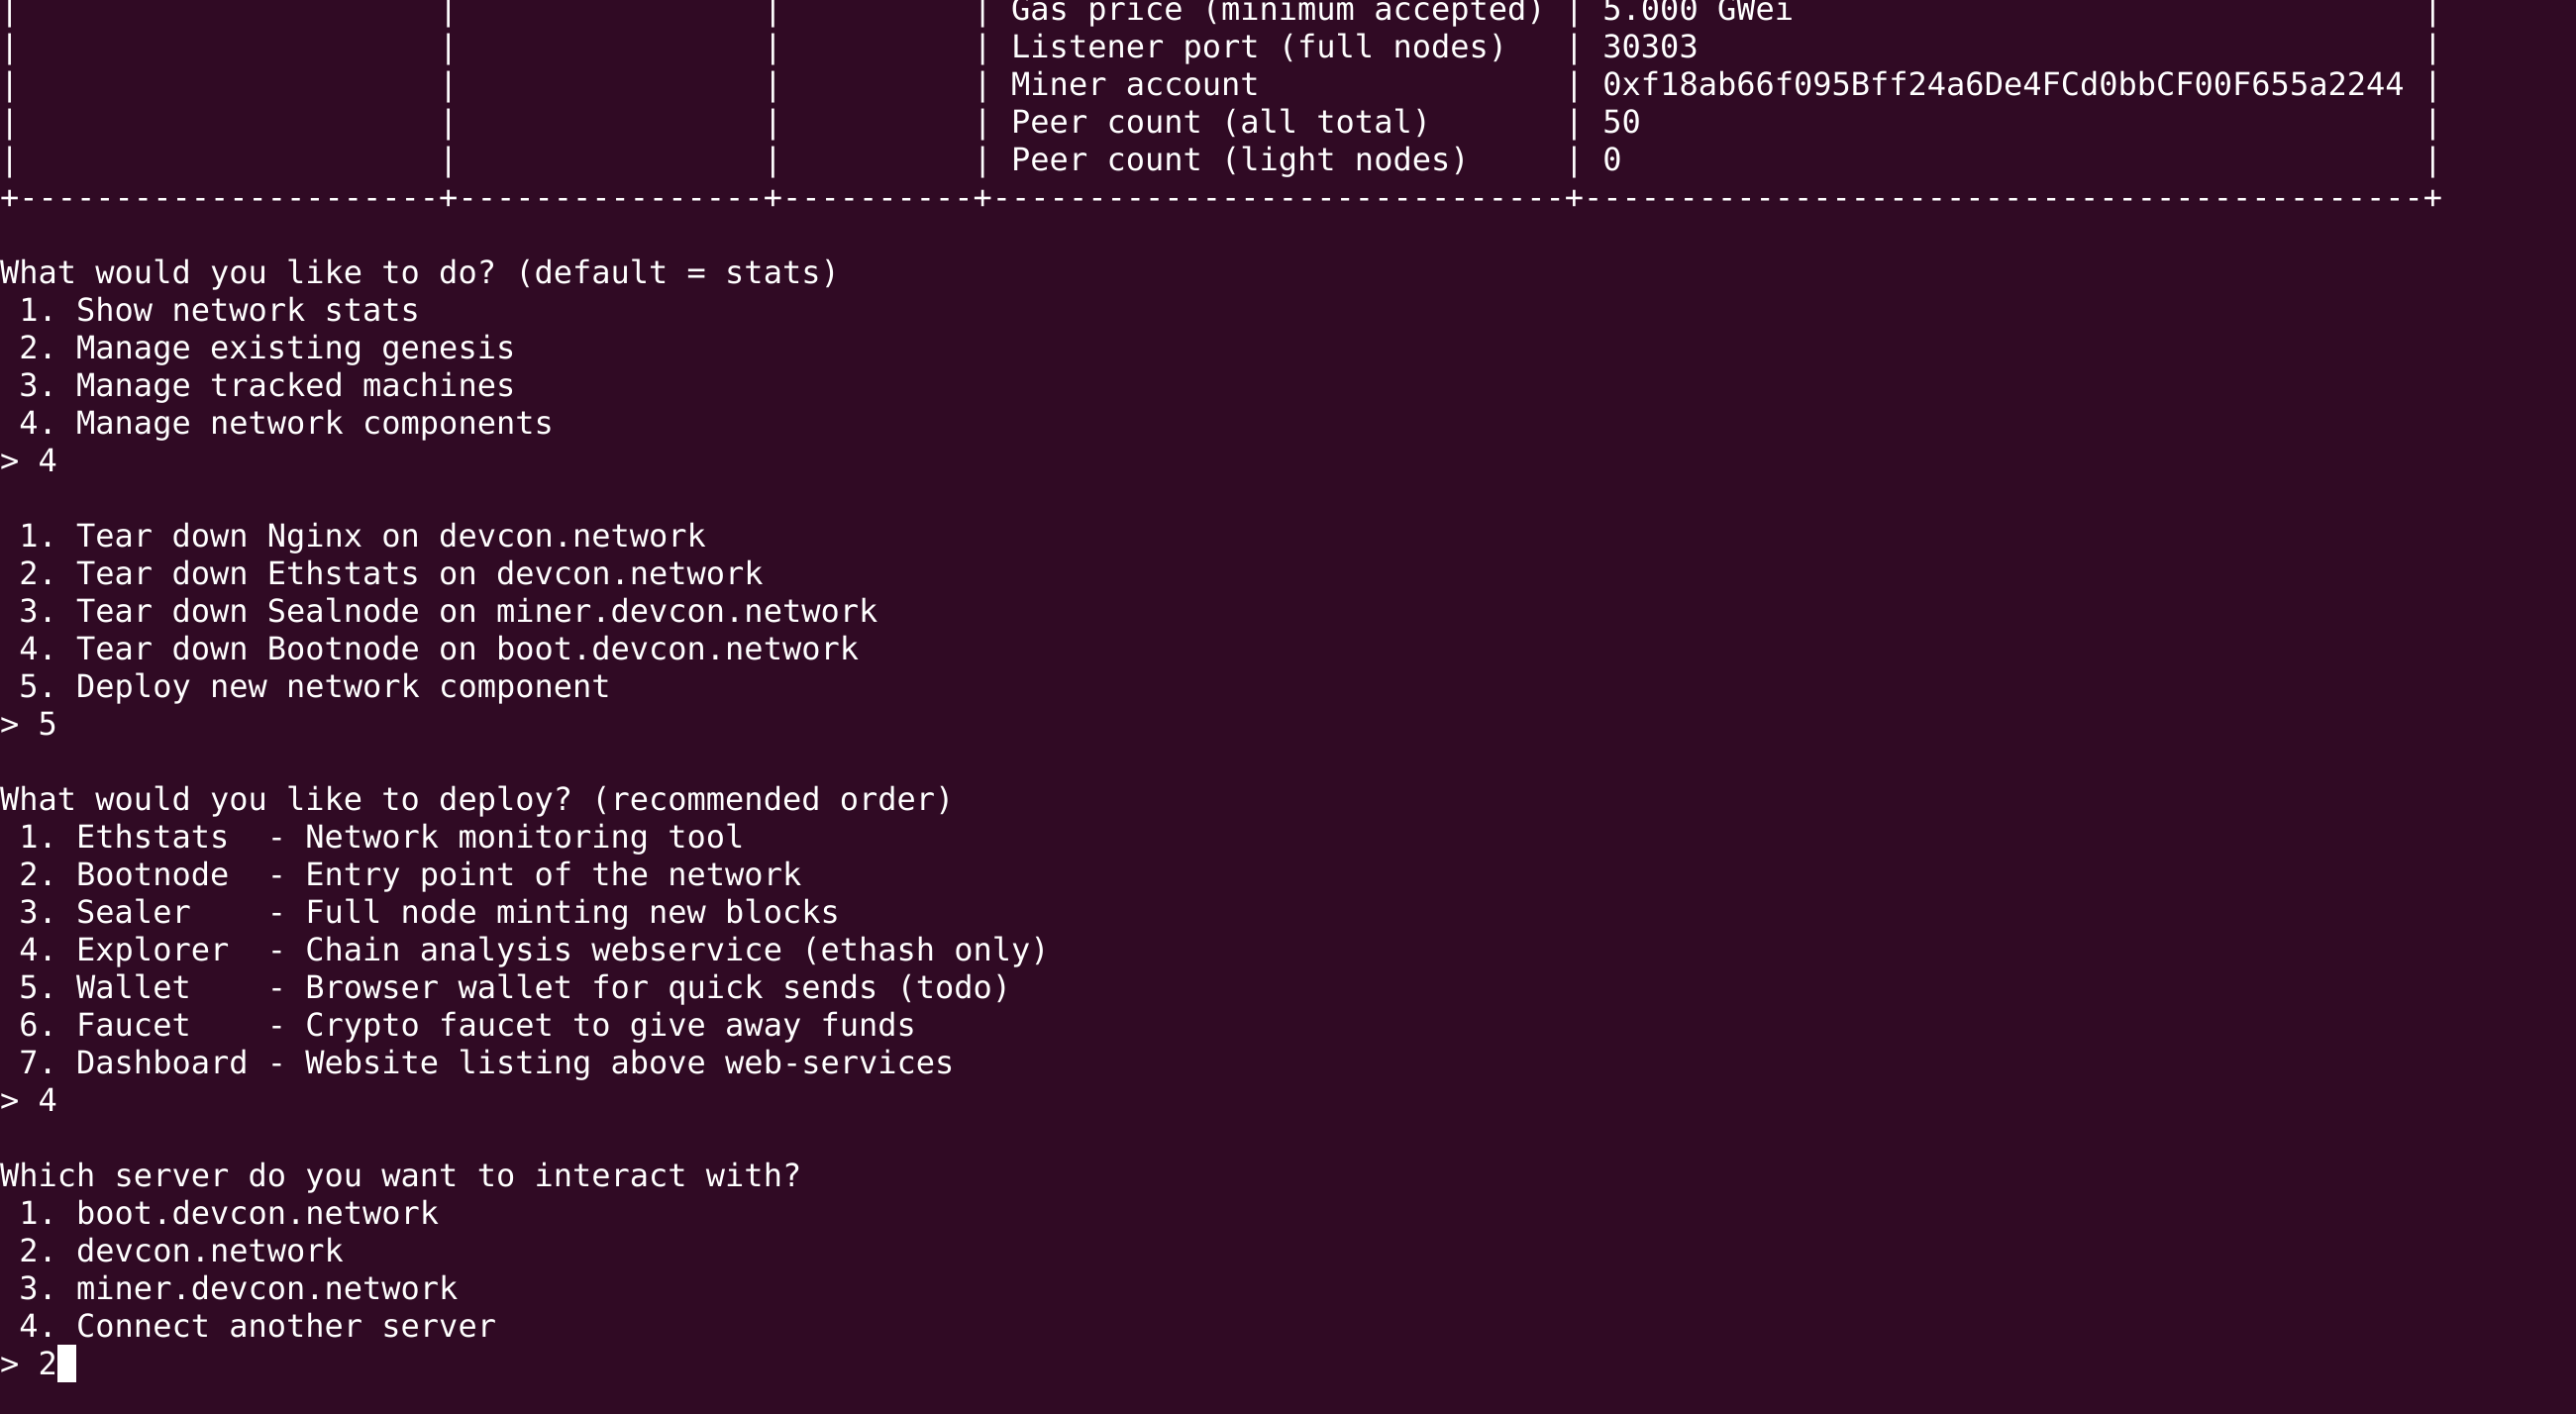 |                      |                |          | Gas price (minimum accepted) | 5.000 GWei                                 |
|                      |                |          | Listener port (full nodes)   | 30303                                      |
|                      |                |          | Miner account                | 0xf18ab66f095Bff24a6De4FCd0bbCF00F655a2244 |
|                      |                |          | Peer count (all total)       | 50                                         |
|                      |                |          | Peer count (light nodes)     | 0                                          |
+----------------------+----------------+----------+------------------------------+--------------------------------------------+
What would you like to do? (default = stats)
 1. Show network stats
 2. Manage existing genesis
 3. Manage tracked machines
 4. Manage network components
> 4
 1. Tear down Nginx on devcon.network
 2. Tear down Ethstats on devcon.network
 3. Tear down Sealnode on miner.devcon.network
 4. Tear down Bootnode on boot.devcon.network
 5. Deploy new network component
> 5
What would you like to deploy? (recommended order)
 1. Ethstats  - Network monitoring tool
 2. Bootnode  - Entry point of the network
 3. Sealer    - Full node minting new blocks
 4. Explorer  - Chain analysis webservice (ethash only)
 5. Wallet    - Browser wallet for quick sends (todo)
 6. Faucet    - Crypto faucet to give away funds
 7. Dashboard - Website listing above web-services
> 4
Which server do you want to interact with?
 1. boot.devcon.network
 2. devcon.network
 3. miner.devcon.network
 4. Connect another server
> 2